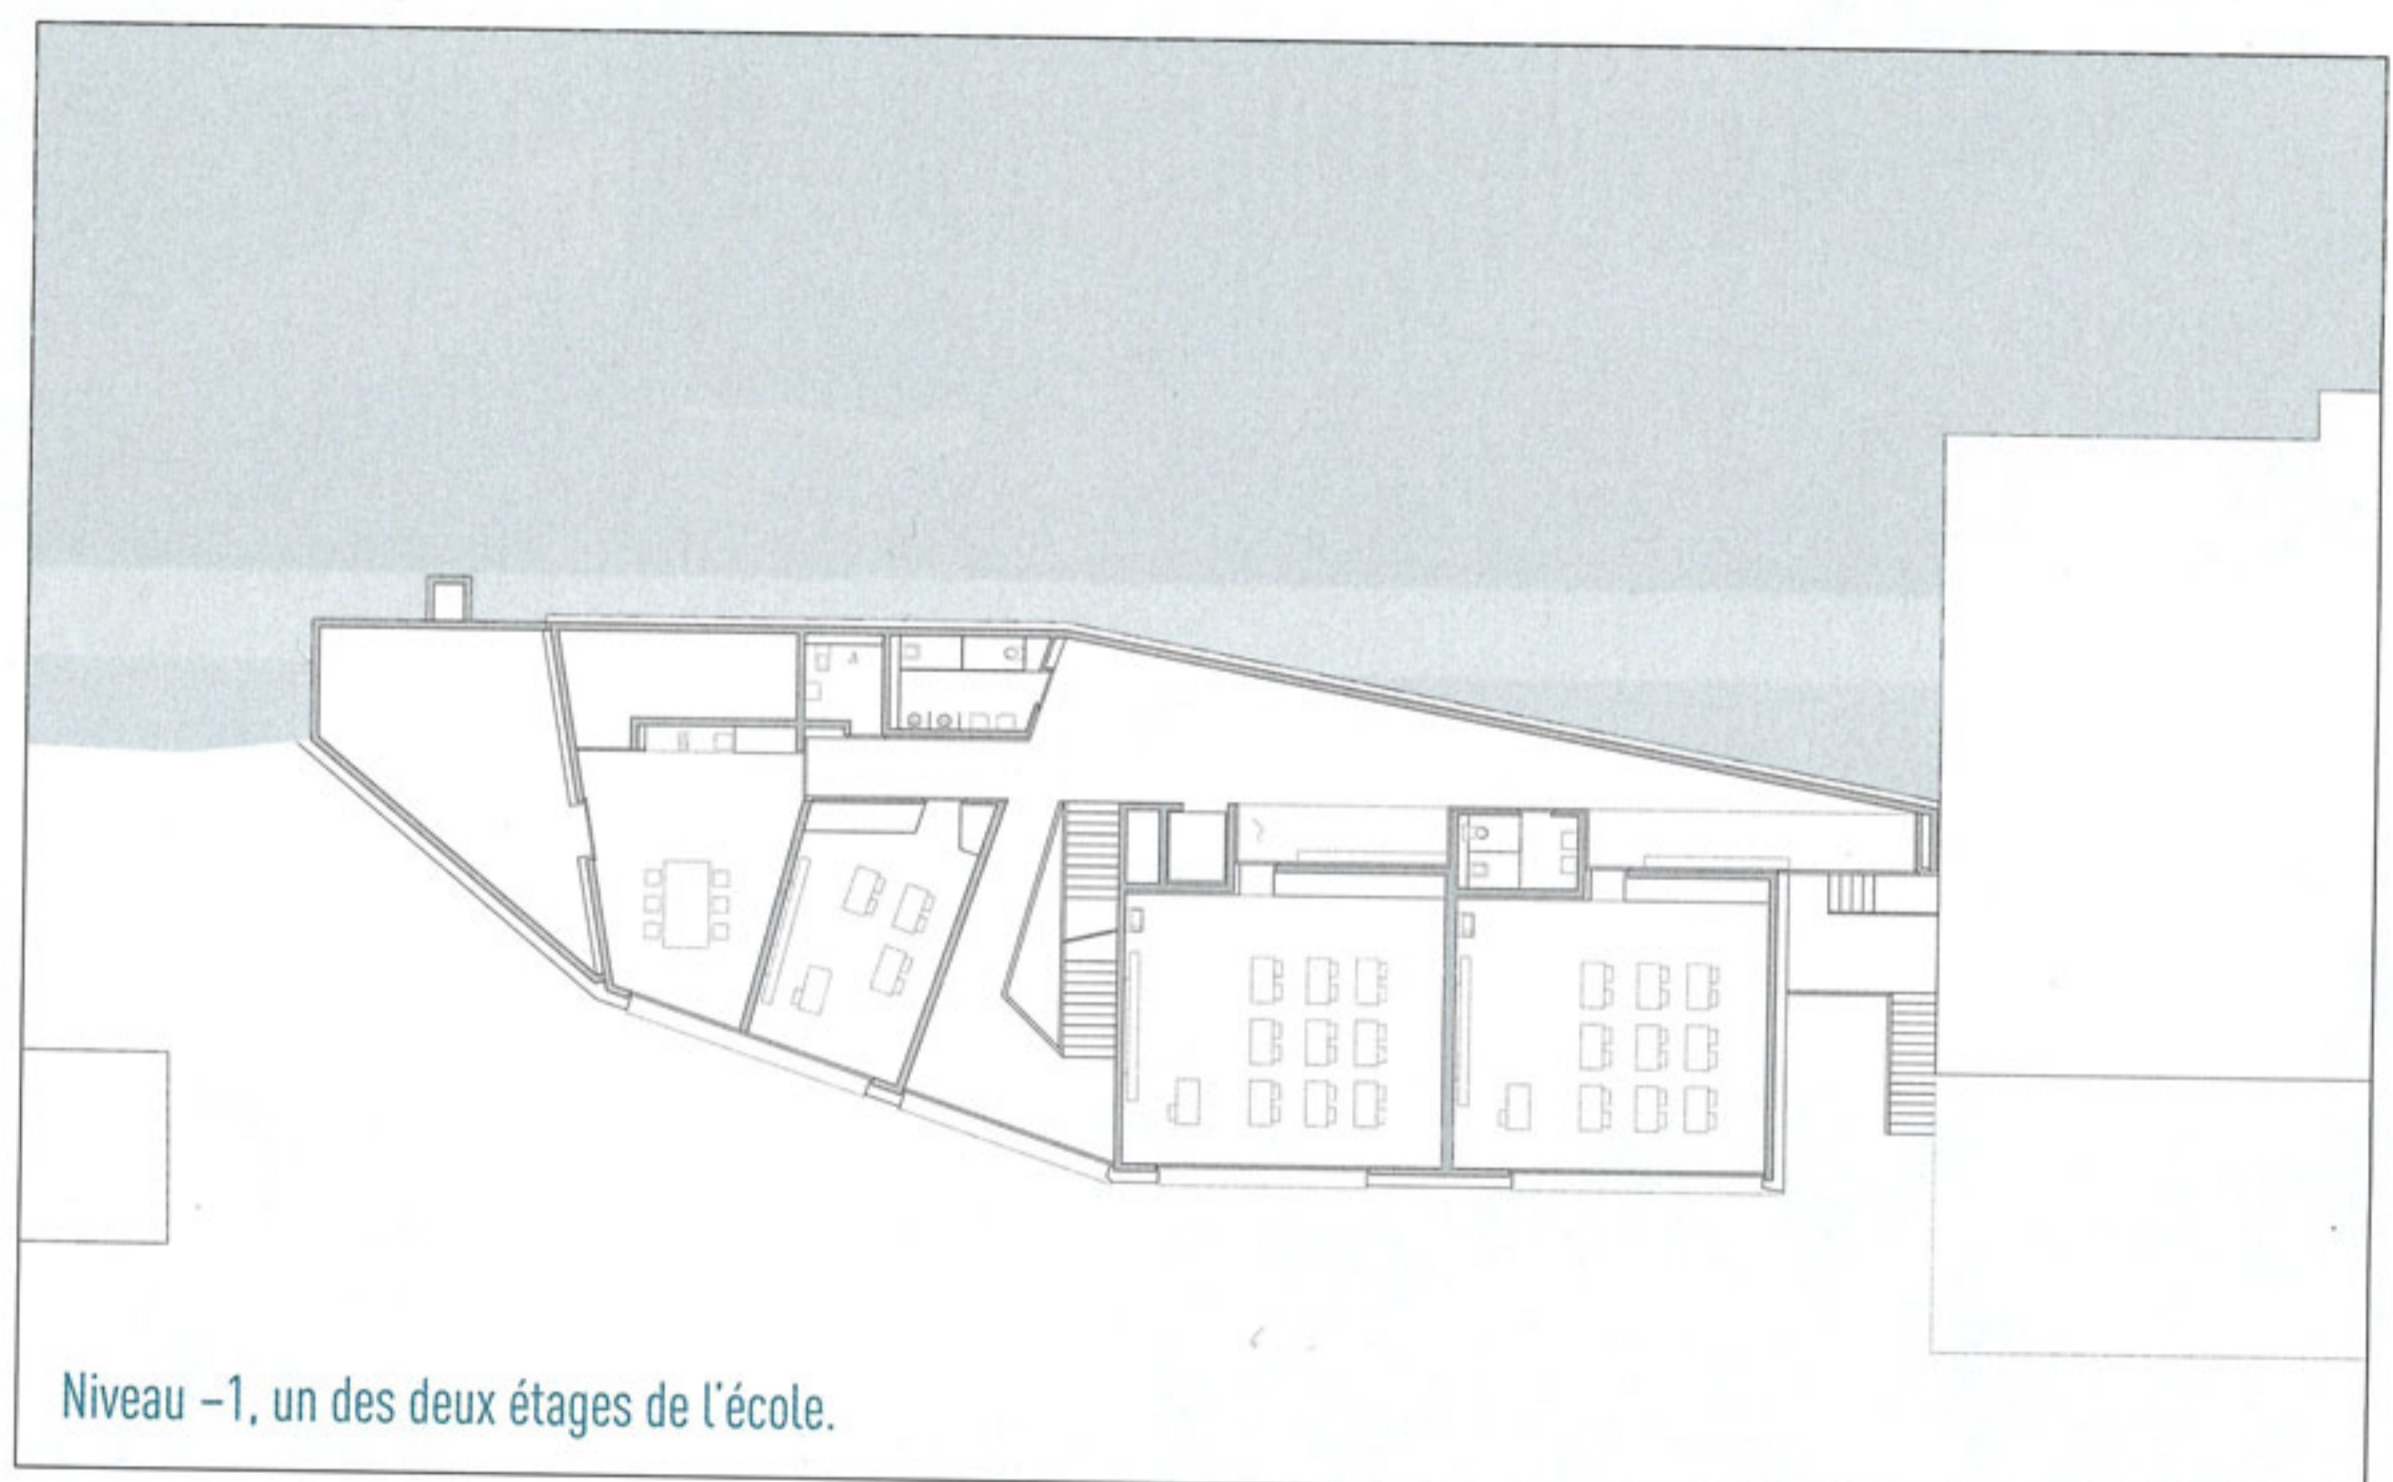 Niveau –1, un des deux étages de l'école.